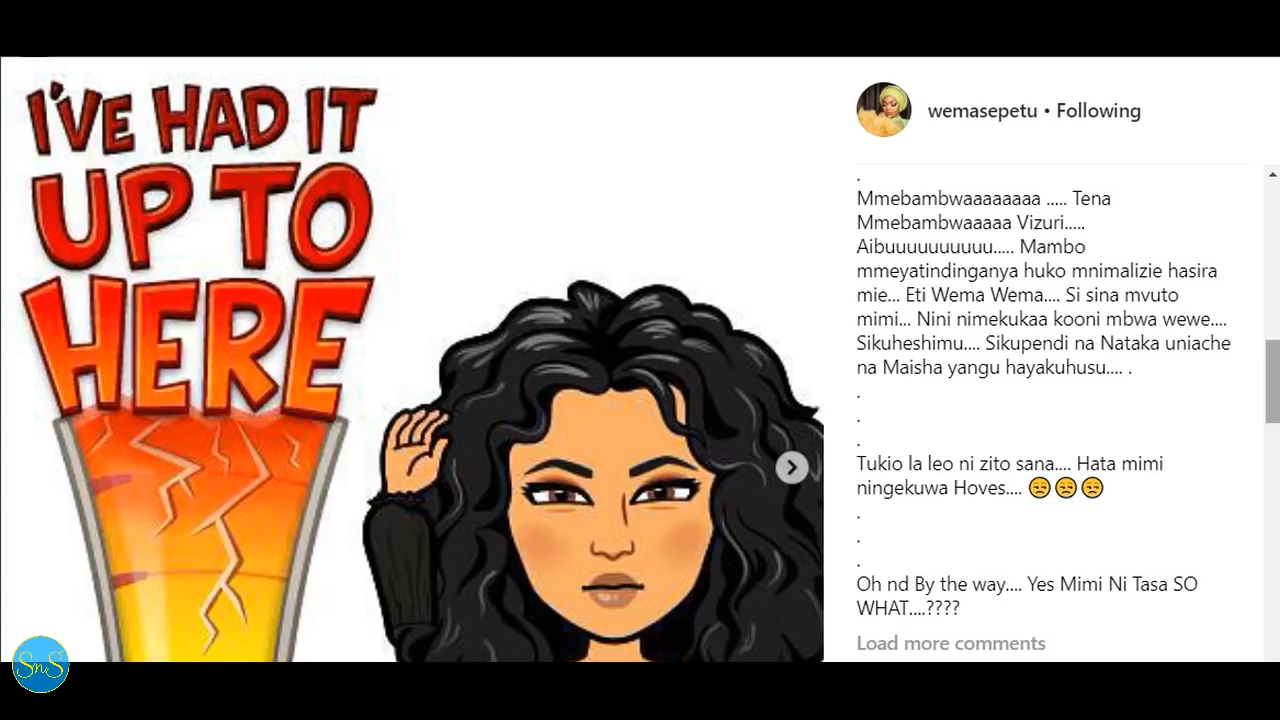 I'VE HAD IT
UP TO
HERE
wemasepetu • Following
.
Mmebambwaaaaaaaa ..... Tena
Mmebambwaaaaa Vizuri.....
Aibuuuuuuuuuu..... Mambo
mmeyatindinganya huko mnimalizie hasira
mie... Eti Wema Wema.... Si sina mvuto
mimi... Nini nimekukaa kooni mbwa wewe....
Sikuheshimu.... Sikupendi na Nataka uniache
na Maisha yangu hayakuhusu.... .
.
.
.
Tukio la leo ni zito sana.... Hata mimi
ningekuwa Hoves.... 😒😒😒
.
.
.
Oh nd By the way.... Yes Mimi Ni Tasa SO
WHAT....????
Load more comments
SnS